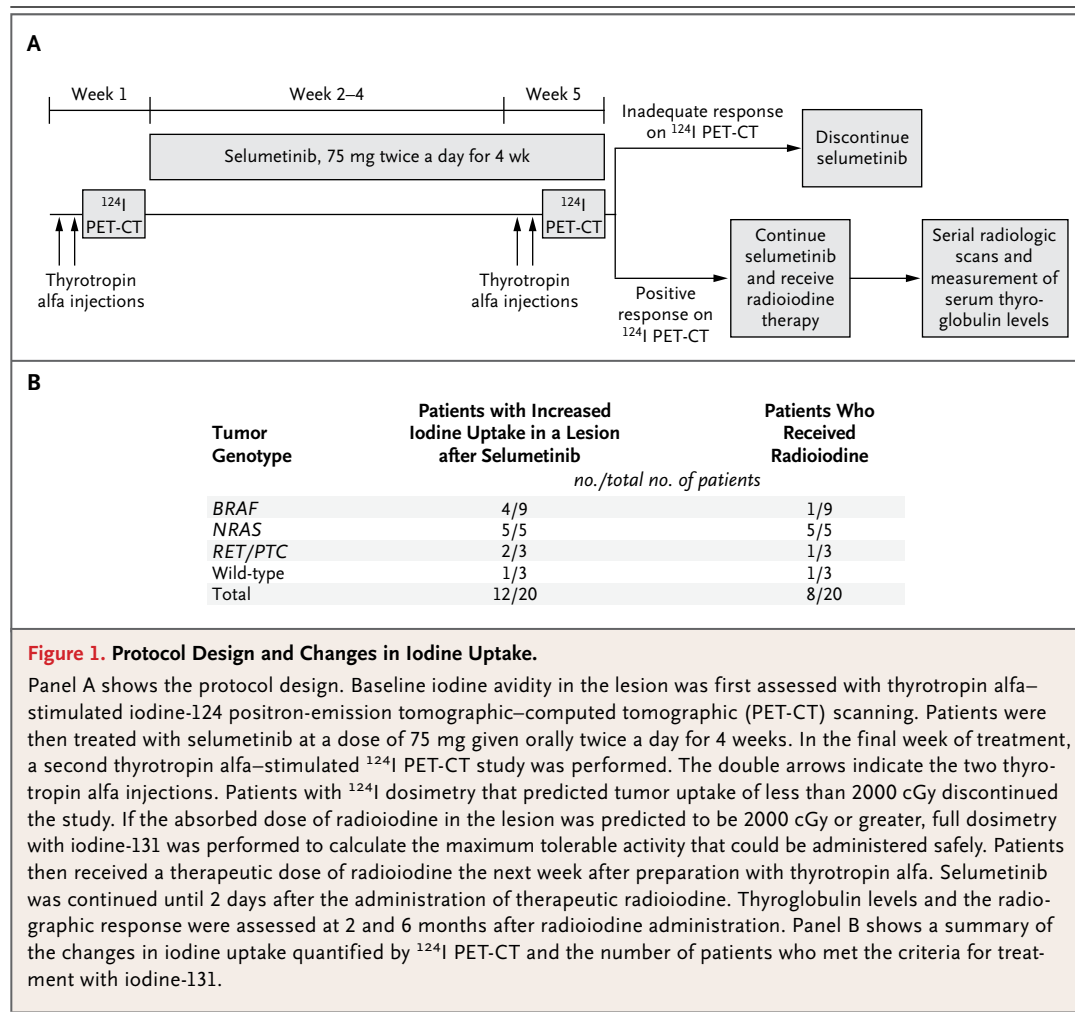 A
Week 1
Week 2–4
Week 5
Selumetinib, 75 mg twice a day for 4 wk
¹²⁴I
PET-CT
¹²⁴I
PET-CT
Thyrotropin
alfa injections
Thyrotropin
alfa injections
Inadequate response
on ¹²⁴I PET-CT
Discontinue
selumetinib
Positive
response on
¹²⁴I PET-CT
Continue
selumetinib
and receive
radioiodine
therapy
Serial radiologic
scans and
measurement of
serum thyro-
globulin levels
B
Tumor
Genotype
Patients with Increased
Iodine Uptake in a Lesion
after Selumetinib
Patients Who
Received
Radioiodine
no./total no. of patients
BRAF 4/9 1/9
NRAS 5/5 5/5
RET/PTC 2/3 1/3
Wild-type 1/3 1/3
Total 12/20 8/20
Figure 1. Protocol Design and Changes in Iodine Uptake.
Panel A shows the protocol design. Baseline iodine avidity in the lesion was first assessed with thyrotropin alfa–
stimulated iodine-124 positron-emission tomographic–computed tomographic (PET-CT) scanning. Patients were
then treated with selumetinib at a dose of 75 mg given orally twice a day for 4 weeks. In the final week of treatment,
a second thyrotropin alfa–stimulated ¹²⁴I PET-CT study was performed. The double arrows indicate the two thyro-
tropin alfa injections. Patients with ¹²⁴I dosimetry that predicted tumor uptake of less than 2000 cGy discontinued
the study. If the absorbed dose of radioiodine in the lesion was predicted to be 2000 cGy or greater, full dosimetry
with iodine-131 was performed to calculate the maximum tolerable activity that could be administered safely. Patients
then received a therapeutic dose of radioiodine the next week after preparation with thyrotropin alfa. Selumetinib
was continued until 2 days after the administration of therapeutic radioiodine. Thyroglobulin levels and the radio-
graphic response were assessed at 2 and 6 months after radioiodine administration. Panel B shows a summary of
the changes in iodine uptake quantified by ¹²⁴I PET-CT and the number of patients who met the criteria for treat-
ment with iodine-131.